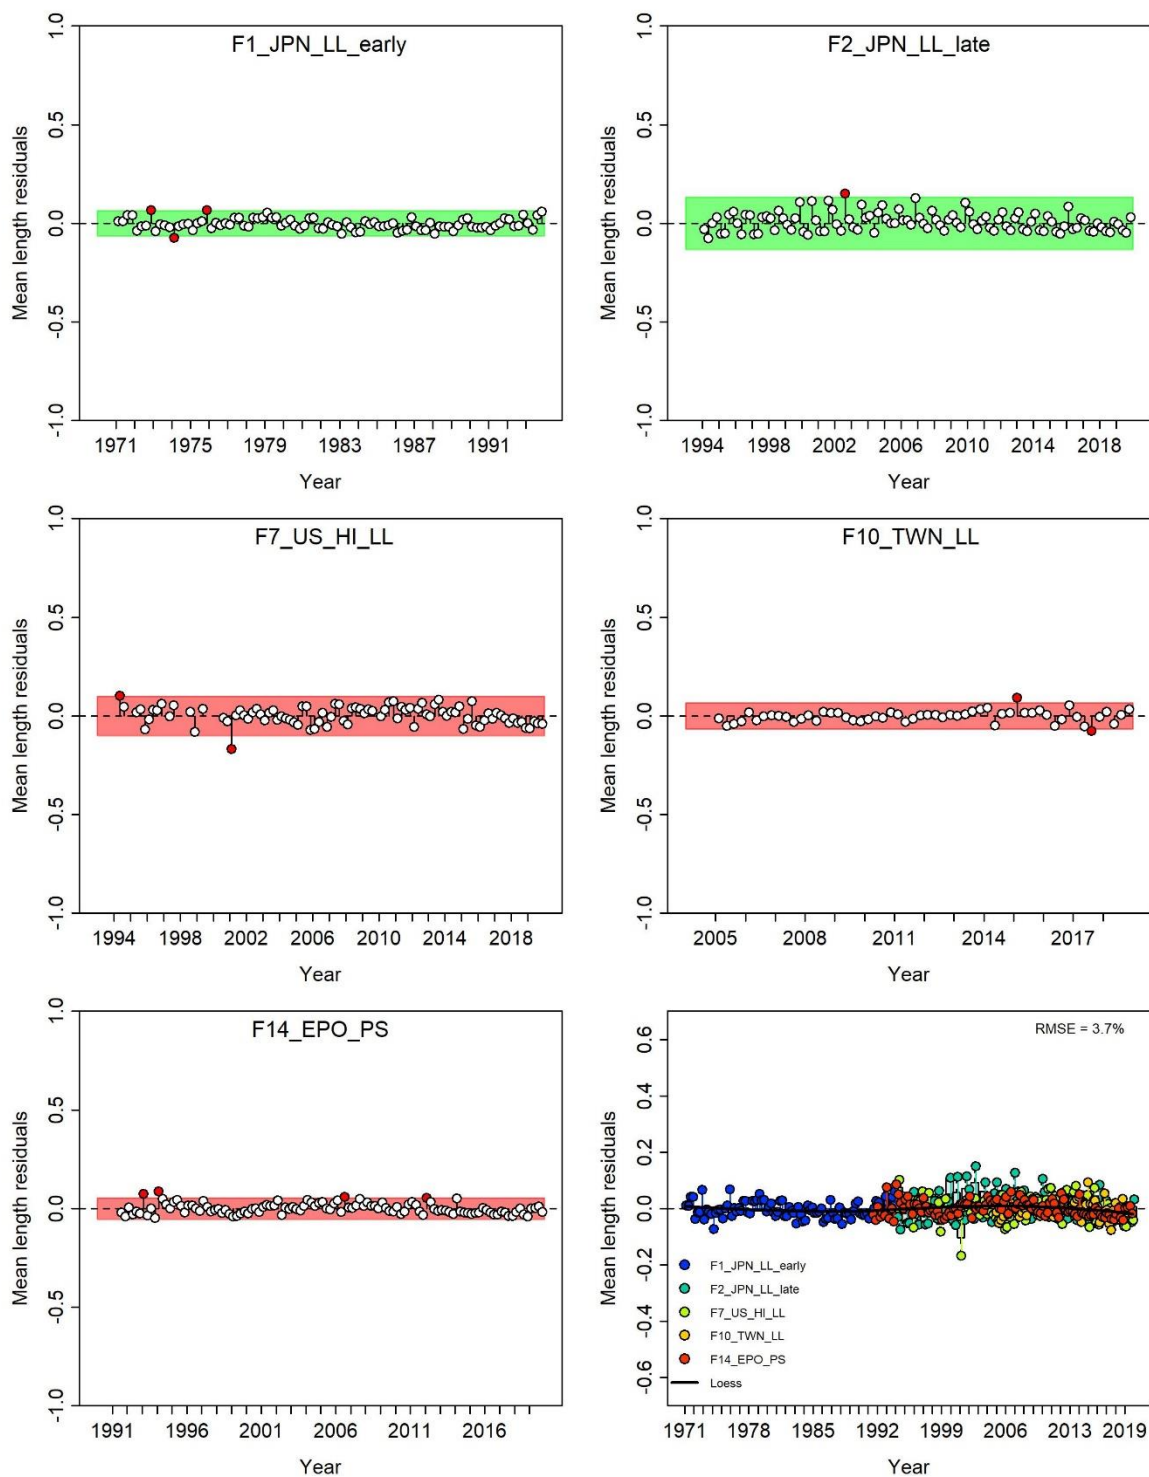 F1_JPN_LL_early
Mean length residuals
1.0
0.5
0.0
-0.5
-1.0
1971 1975 1979 1983 1987 1991
Year
F2_JPN_LL_late
Mean length residuals
1.0
0.5
0.0
-0.5
-1.0
1994 1998 2002 2006 2010 2014 2018
Year
F7_US_HI_LL
Mean length residuals
1.0
0.5
0.0
-0.5
-1.0
1994 1998 2002 2006 2010 2014 2018
Year
F10_TWN_LL
Mean length residuals
1.0
0.5
0.0
-0.5
-1.0
2005 2008 2011 2014 2017
Year
F14_EPO_PS
Mean length residuals
1.0
0.5
0.0
-0.5
-1.0
1991 1996 2001 2006 2011 2016
Year
RMSE = 3.7%
Mean length residuals
0.6
0.4
0.2
0.0
-0.2
-0.4
-0.6
F1_JPN_LL_early
F2_JPN_LL_late
F7_US_HI_LL
F10_TWN_LL
F14_EPO_PS
Loess
1971 1978 1985 1992 1999 2006 2013 2019
Year